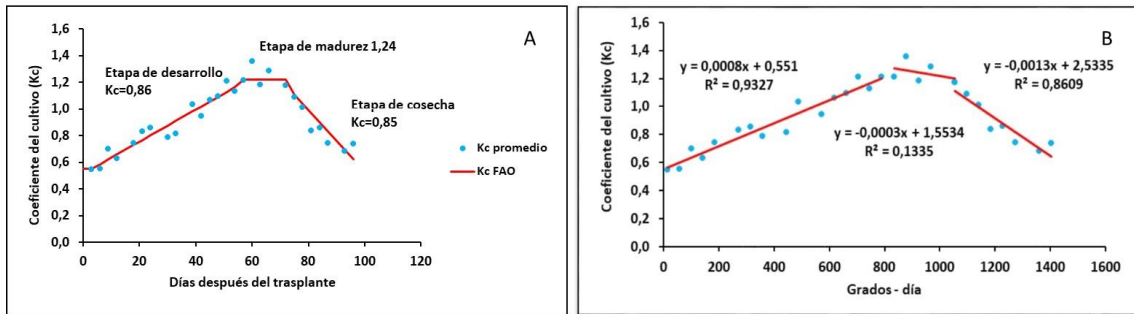 A
Coeficiente del cultivo (Kc)
1,6
1,4
1,2
1,0
0,8
0,6
0,4
0,2
0,0
Etapa de madurez 1,24
Etapa de desarrollo
Kc=0,86
Etapa de cosecha
Kc=0,85
Kc promedio
Kc FAO
0 20 40 60 80 100 120
Días después del trasplante
B
Coeficiente del cultivo (Kc)
1,6
1,4
1,2
1,0
0,8
0,6
0,4
0,2
0,0
y = 0,0008x + 0,551
R² = 0,9327
y = -0,0013x + 2,5335
R² = 0,8609
y = -0,0003x + 1,5534
R² = 0,1335
0 200 400 600 800 1000 1200 1400 1600
Grados - día